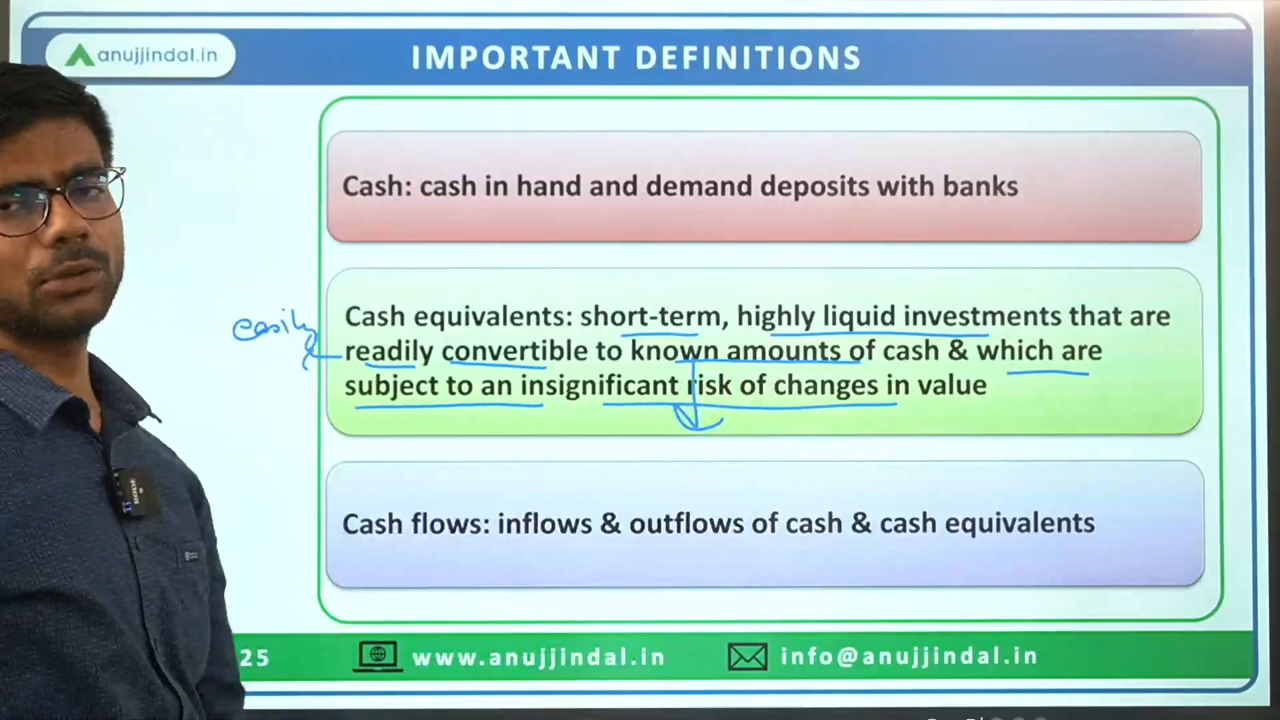 anujjindal.in
IMPORTANT DEFINITIONS
Cash: cash in hand and demand deposits with banks
easily
Cash equivalents: short-term, highly liquid investments that are
readily convertible to known amounts of cash & which are
subject to an insignificant risk of changes in value
Cash flows: inflows & outflows of cash & cash equivalents
25
www.anujjindal.in
info@anujjindal.in